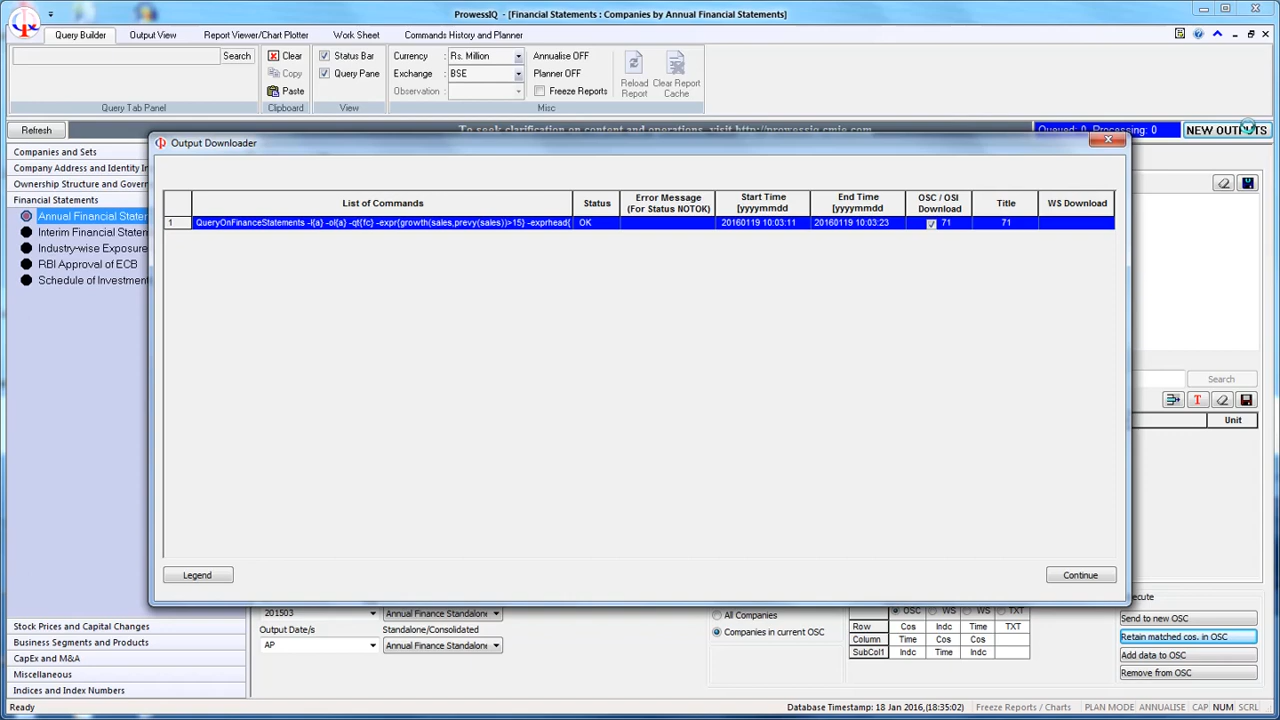 ProwessIQ - [Financial Statements : Companies by Annual Financial Statements]
Query Builder Output View Report Viewer/Chart Plotter Work Sheet Commands History and Planner
Search Clear Status Bar Currency Rs. Million Annualise OFF
Copy Query Pane Exchange BSE Planner OFF Reload Report Clear Report Cache
Paste Observation Freeze Reports
Query Tab Panel Clipboard View Misc
Refresh To seek clarification on content and operations, visit http://prowessiq.cmie.com Queued: 0, Processing: 0 NEW OUTPUTS
Output Downloader
Companies and Sets
Company Address and Identity In
Ownership Structure and Govern
Financial Statements
Annual Financial Statem
Interim Financial Statem
Industry-wise Exposure
RBI Approval of ECB
Schedule of Investment
List of Commands Status Error Message (For Status NOTOK) Start Time [yyyymmdd End Time [yyyymmdd OSC / OSI Download Title WS Download
1 QueryOnFinanceStatements -l{a} -ol{a} -qt{fc} -expr{growth(sales,prevy(sales))>15} -exprhead{ OK 20160119 10:03:11 20160119 10:03:23 71 71
Search
T
Unit
Legend Continue
201503 Annual Finance Standalone
Output Date/s Standalone/Consolidated
AP Annual Finance Standalone
All Companies
Companies in current OSC
OSC WS WS TXT
Row Cos Indc Time TXT
Column Time Cos Cos
SubCol1 Indc Time Indc
ecute
Send to new OSC
Retain matched cos. in OSC
Add data to OSC
Remove from OSC
Stock Prices and Capital Changes
Business Segments and Products
CapEx and M&A
Miscellaneous
Indices and Index Numbers
Ready Database Timestamp: 18 Jan 2016,(18:35:02) Freeze Reports / Charts PLAN MODE ANNUALISE CAP NUM SCRL